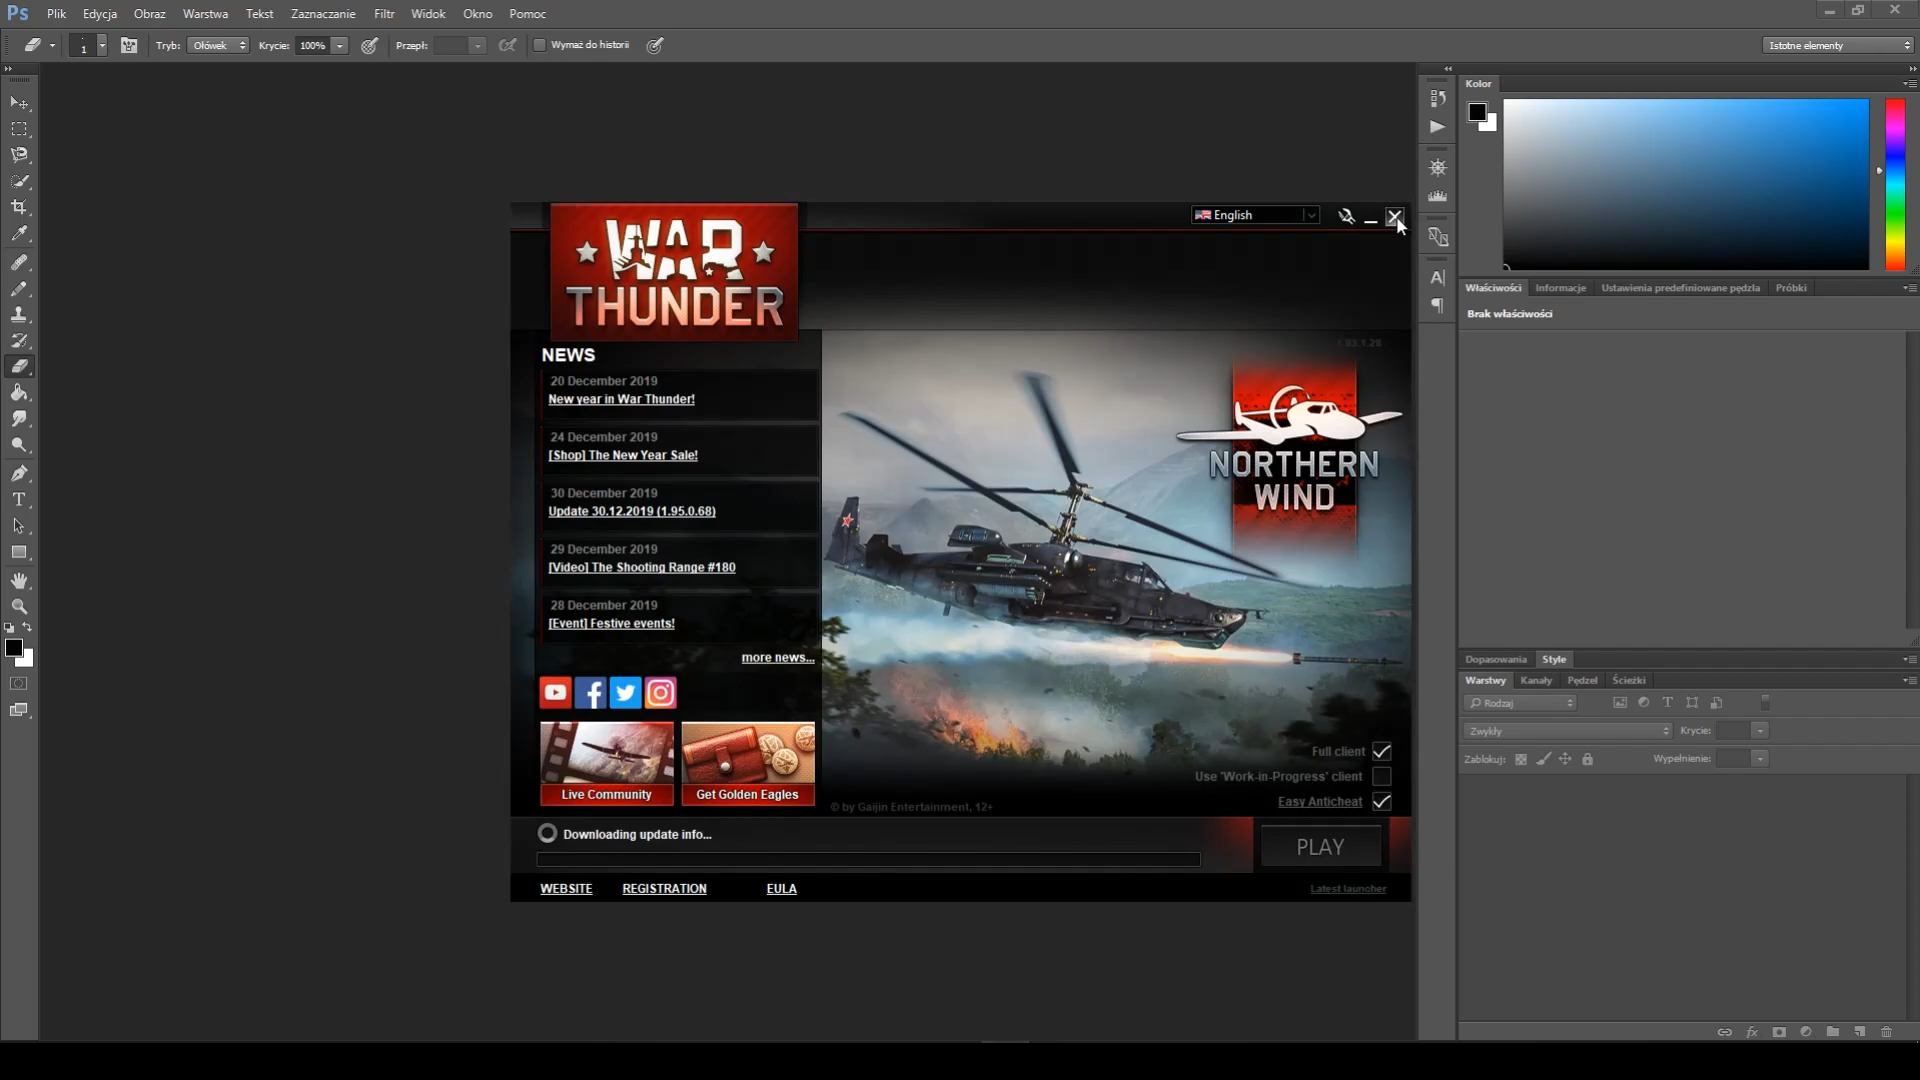 Ps Plik Edycja Obraz Warstwa Tekst Zaznaczanie Filtr Widok Okno Pomoc
1 Tryb: Ołówek Krycie: 100% Przepł: Wymaż do historii Istotne elementy
Kolor
English
WAR
THUNDER
Właściwości Informacje Ustawienia predefiniowane pędzla Próbki
Brak właściwości
NEWS
20 December 2019
New year in War Thunder!
24 December 2019
[Shop] The New Year Sale!
30 December 2019
Update 30.12.2019 (1.95.0.68)
29 December 2019
[Video] The Shooting Range #180
28 December 2019
[Event] Festive events!
more news...
NORTHERN
WIND
Live Community
Get Golden Eagles
Full client
Use 'Work-in-Progress' client
Easy Anticheat
© by Gaijin Entertainment, 12+
Downloading update info...
PLAY
WEBSITE REGISTRATION EULA
Latest launcher
Dopasowania Style
Warstwy Kanały Pędzel Ścieżki
Rodzaj
Zwykły Krycie:
Zablokuj: Wypełnienie: